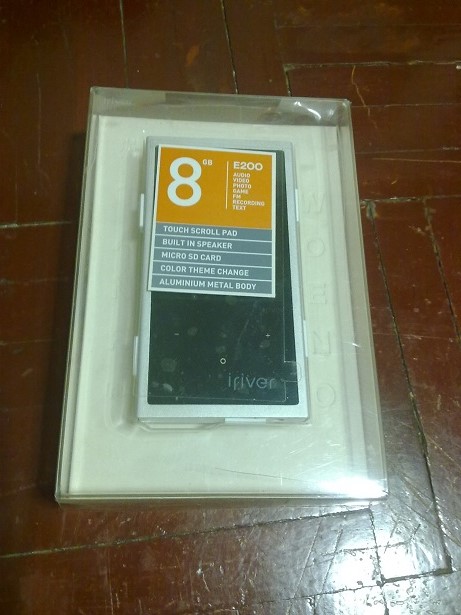 8 GB
E200
AUDIO
VIDEO
PHOTO
GAME
FM
RECORDING
TEXT
TOUCH SCROLL PAD
BUILT IN SPEAKER
MICRO SD CARD
COLOR THEME CHANGE
ALUMINIUM METAL BODY
iriver